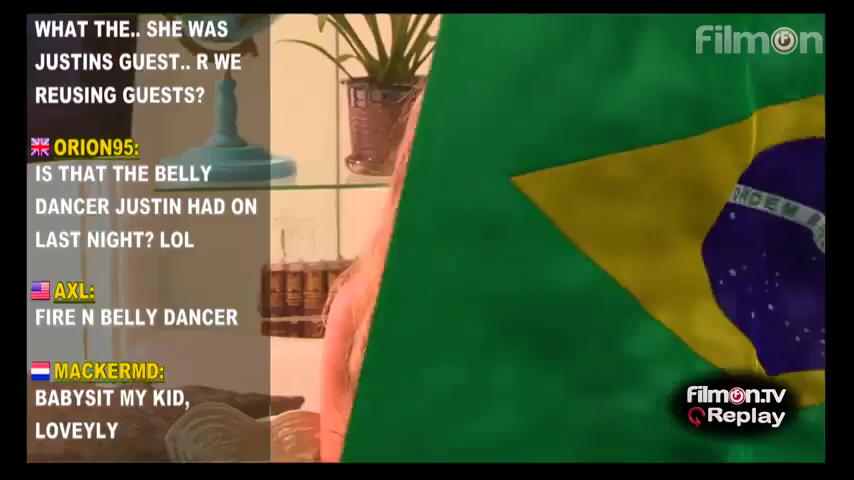 WHAT THE.. SHE WAS
JUSTINS GUEST.. R WE
REUSING GUESTS?
ORION95:
IS THAT THE BELLY
DANCER JUSTIN HAD ON
LAST NIGHT? LOL
AXL:
FIRE N BELLY DANCER
MACKERMD:
BABYSIT MY KID,
LOVEYLY
FilmOn
ORDEM
FilmOn.TV
Replay